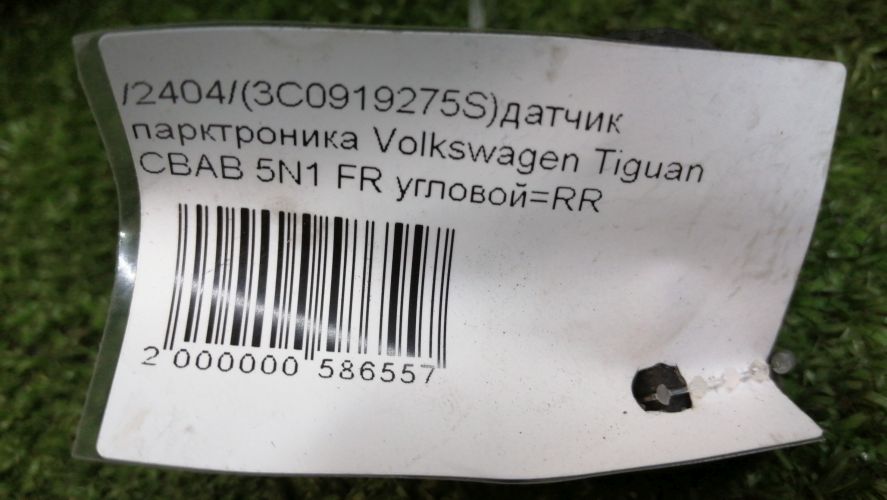 /2404/(3C0919275S)датчик
парктроника Volkswagen Tiguan
CBAB 5N1 FR угловой=RR
2 000000 586557